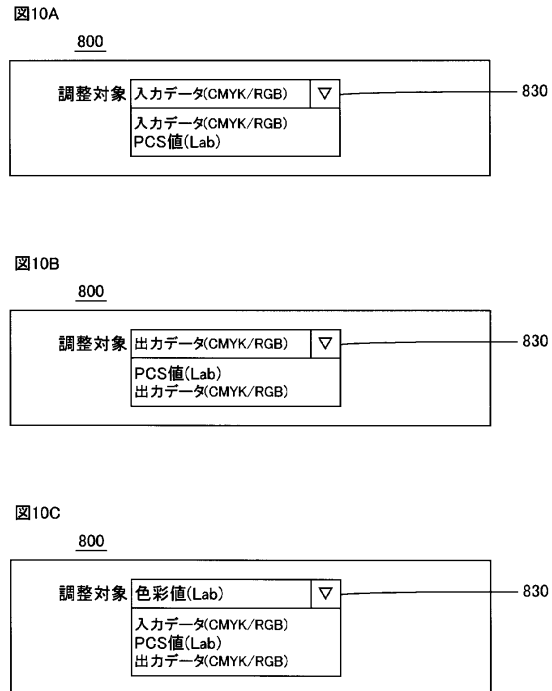 図10A
800
調整対象 入力データ(CMYK/RGB) ▽ 830
入力データ(CMYK/RGB)
PCS値(Lab)
図10B
800
調整対象 出力データ(CMYK/RGB) ▽ 830
PCS値(Lab)
出力データ(CMYK/RGB)
図10C
800
調整対象 色彩値(Lab) ▽ 830
入力データ(CMYK/RGB)
PCS値(Lab)
出力データ(CMYK/RGB)